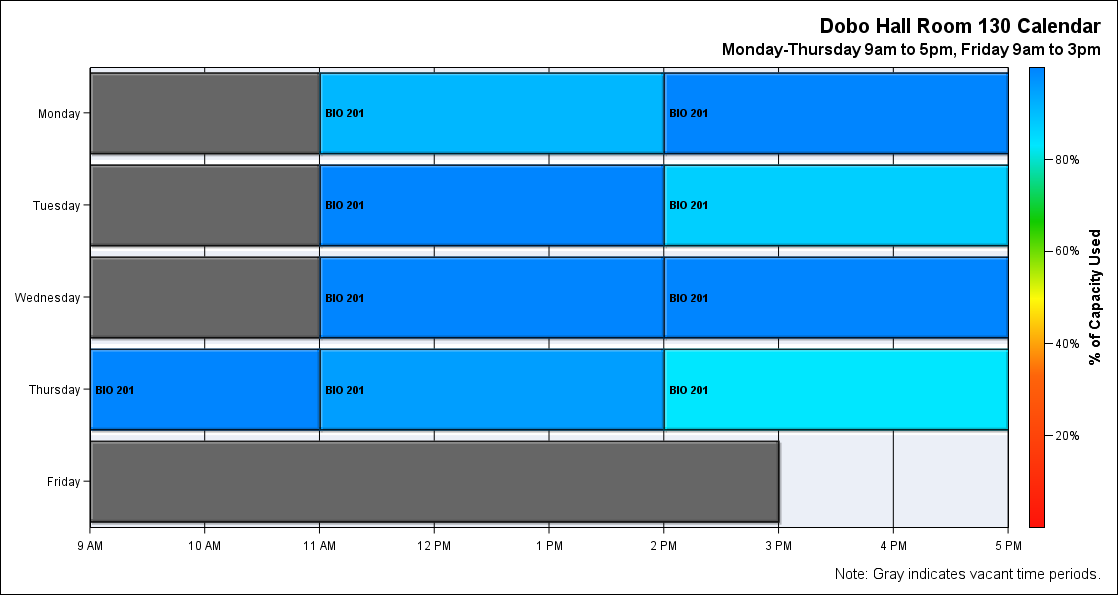 Dobo Hall Room 130 Calendar
Monday-Thursday 9am to 5pm, Friday 9am to 3pm
Monday
BIO 201
BIO 201
Tuesday
BIO 201
BIO 201
Wednesday
BIO 201
BIO 201
Thursday
BIO 201
BIO 201
BIO 201
Friday
9 AM
10 AM
11 AM
12 PM
1 PM
2 PM
3 PM
4 PM
5 PM
80%
60%
40%
20%
% of Capacity Used
Note: Gray indicates vacant time periods.